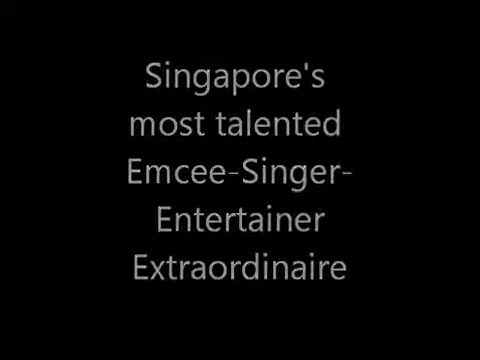 Singapore's
most talented
Emcee-Singer-
Entertainer
Extraordinaire